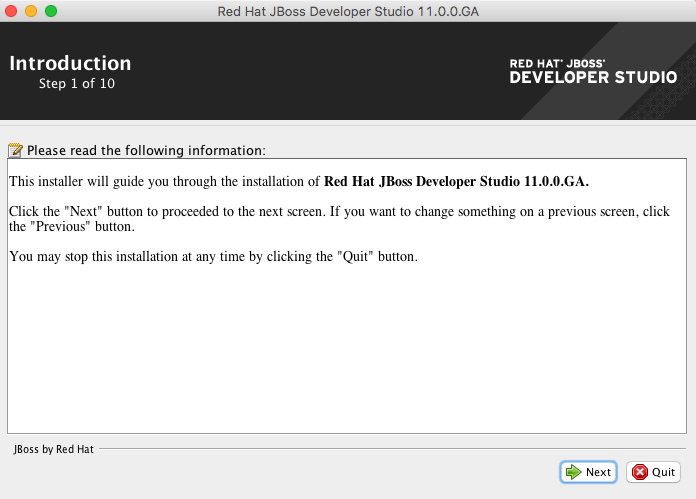 Red Hat JBoss Developer Studio 11.0.0.GA
Introduction
Step 1 of 10
RED HAT® JBOSS®
DEVELOPER STUDIO
Please read the following information:
This installer will guide you through the installation of Red Hat JBoss Developer Studio 11.0.0.GA.
Click the "Next" button to proceeded to the next screen. If you want to change something on a previous screen, click
the "Previous" button.
You may stop this installation at any time by clicking the "Quit" button.
JBoss by Red Hat
Next
Quit